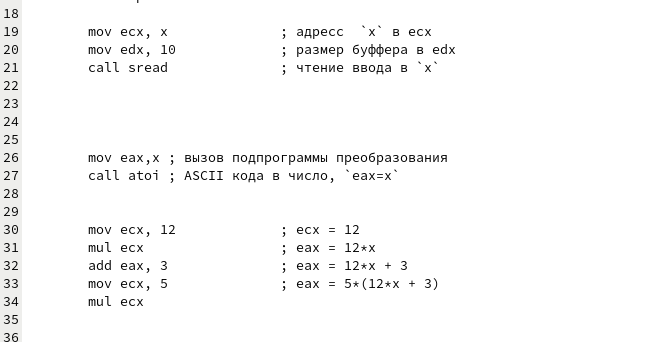 18
19 mov ecx, x ; адресс `x` в ecx
20 mov edx, 10 ; размер буффера в edx
21 call sread ; чтение ввода в `x`
22
23
24
25
26 mov eax,x ; вызов подпрограммы преобразования
27 call atoi ; ASCII кода в число, `eax=x`
28
29
30 mov ecx, 12 ; ecx = 12
31 mul ecx ; eax = 12*x
32 add eax, 3 ; eax = 12*x + 3
33 mov ecx, 5 ; eax = 5*(12*x + 3)
34 mul ecx
35
36